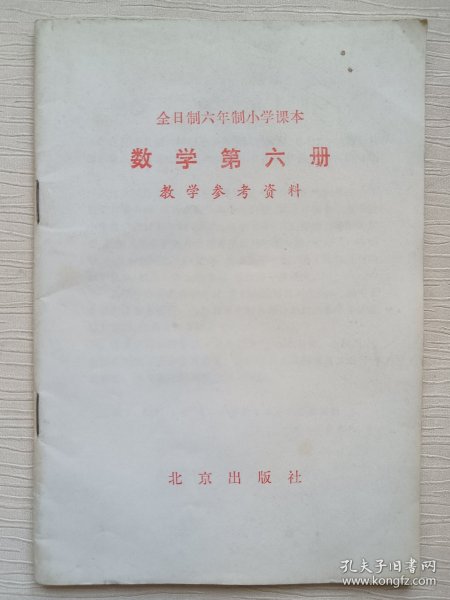 全日制六年制小学课本
数学第六册
教学参考资料
北京出版社
孔夫子旧书网
www.kongfz.com